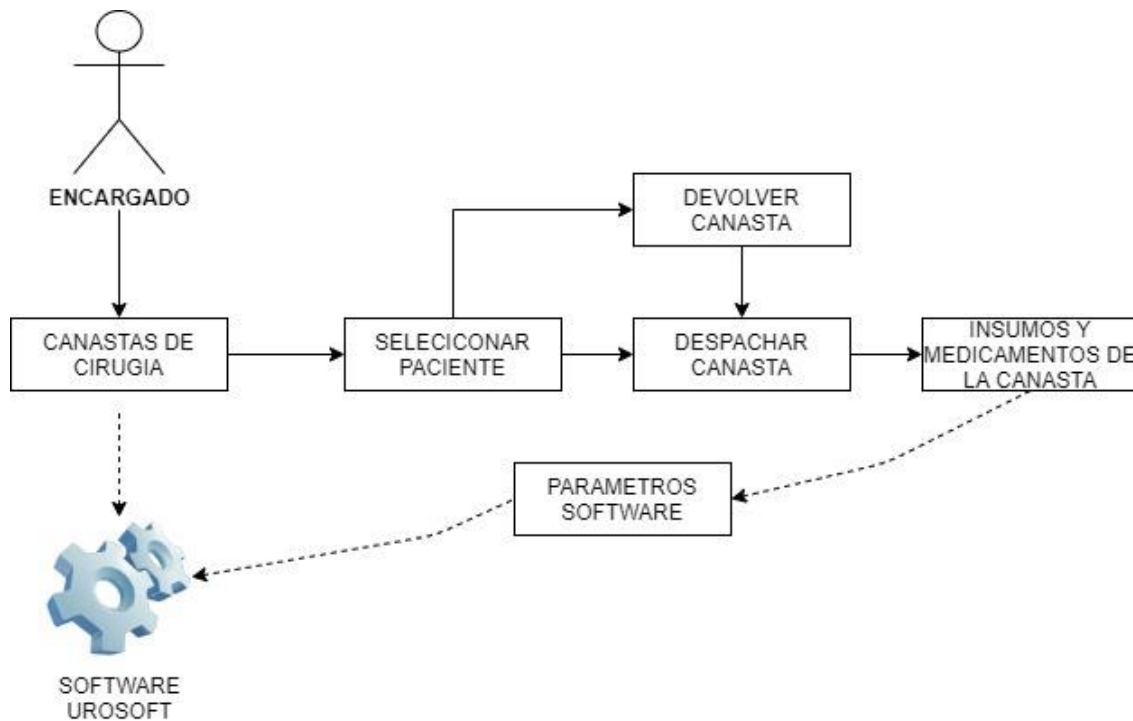 ENCARGADO
DEVOLVER
CANASTA
CANASTAS DE
CIRUGIA
SELECICONAR
PACIENTE
DESPACHAR
CANASTA
INSUMOS Y
MEDICAMENTOS DE
LA CANASTA
PARAMETROS
SOFTWARE
SOFTWARE
UROSOFT